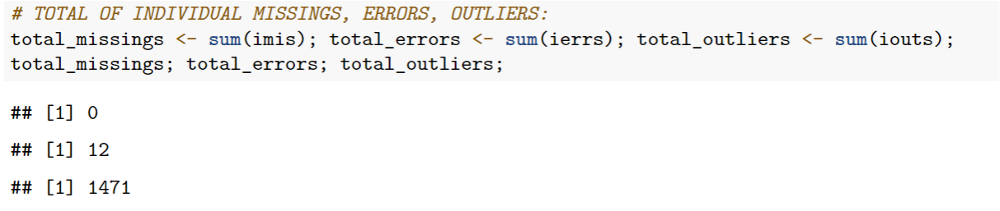 # TOTAL OF INDIVIDUAL MISSINGS, ERRORS, OUTLIERS:
total_missings <- sum(imis); total_errors <- sum(ierrs); total_outliers <- sum(iouts);
total_missings; total_errors; total_outliers;
## [1] 0
## [1] 12
## [1] 1471